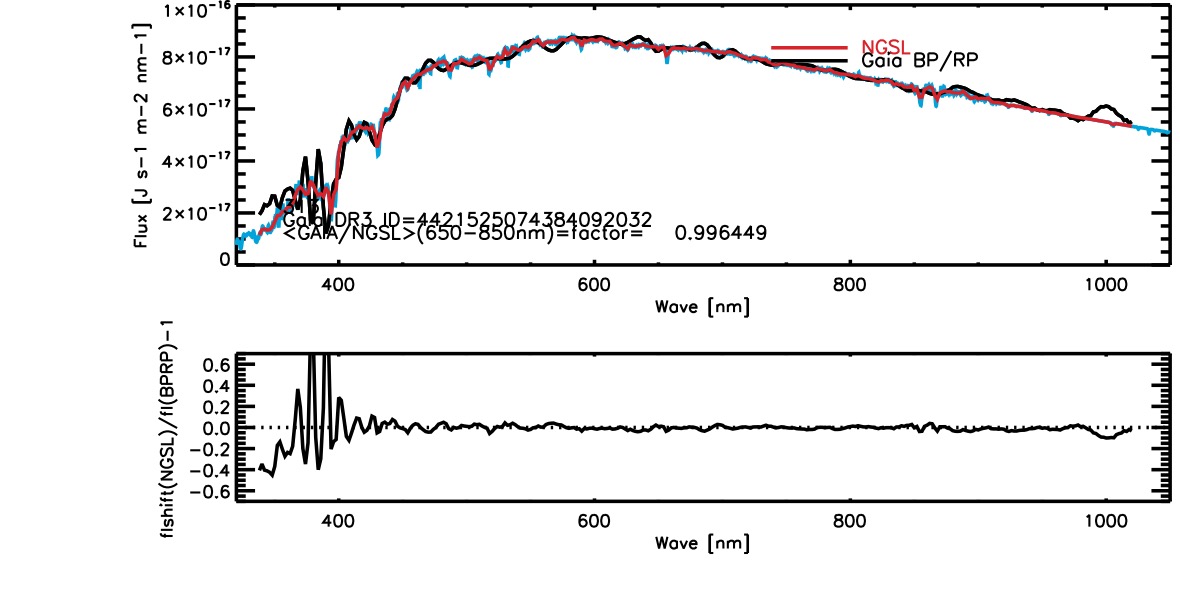 1×10−16
8×10−17
6×10−17
4×10−17
2×10−17
0
Flux [J s−1 m−2 nm−1]
NGSL
Gaia BP/RP
Gaia DR3 ID=4421525074384092032
<GAIA/NGSL>(650−850nm)=factor= 0.996449
400 600 800 1000
Wave [nm]
flshift(NGSL)/fl(BPRP)−1
0.6
0.4
0.2
0.0
−0.2
−0.4
−0.6
400 600 800 1000
Wave [nm]